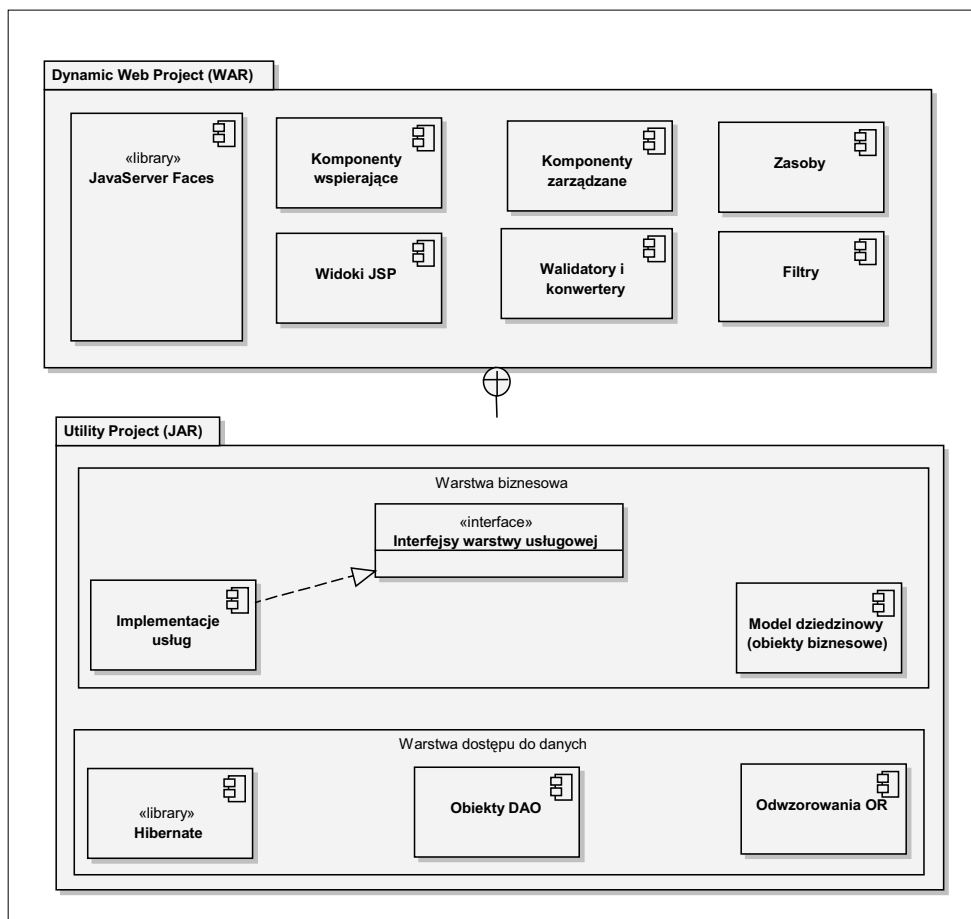 Dynamic Web Project (WAR)
«library»
JavaServer Faces
Komponenty
wspierające
Komponenty
zarządzane
Zasoby
Widoki JSP
Walidatory i
konwertery
Filtry
Utility Project (JAR)
Warstwa biznesowa
«interface»
Interfejsy warstwy usługowej
Implementacje
usług
Model dziedzinowy
(obiekty biznesowe)
Warstwa dostępu do danych
«library»
Hibernate
Obiekty DAO
Odwzorowania OR